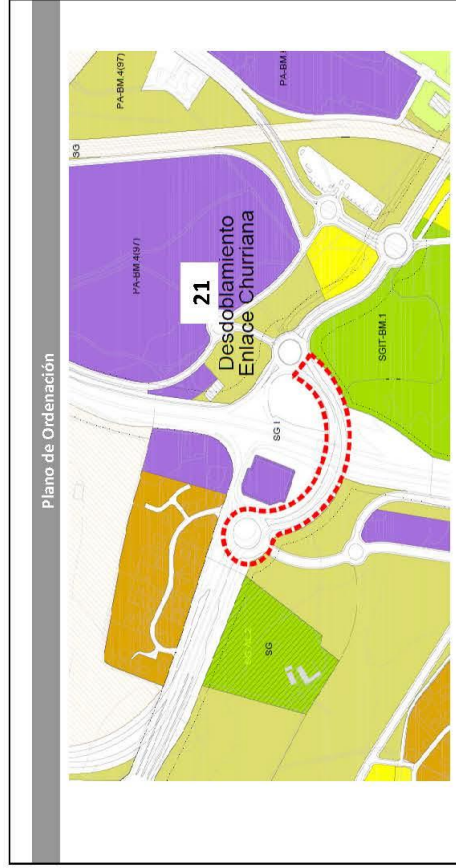 Plano de Ordenación
SG
PA-BM.4(97)
PA-BM.4(97)
21
Desdoblamiento
Enlace Churriana
SG I
SGIT-BM.1
SG